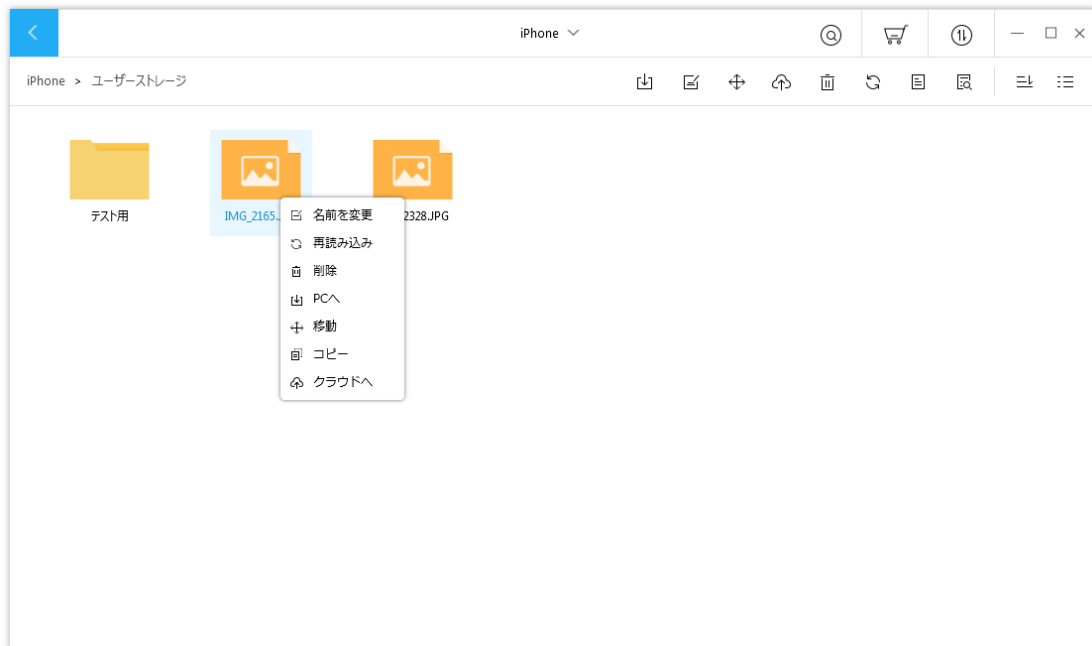 iPhone
iPhone > ユーザーストレージ
テスト用
IMG_2165.
2328.JPG
名前を変更
再読み込み
削除
PCへ
移動
コピー
クラウドへ